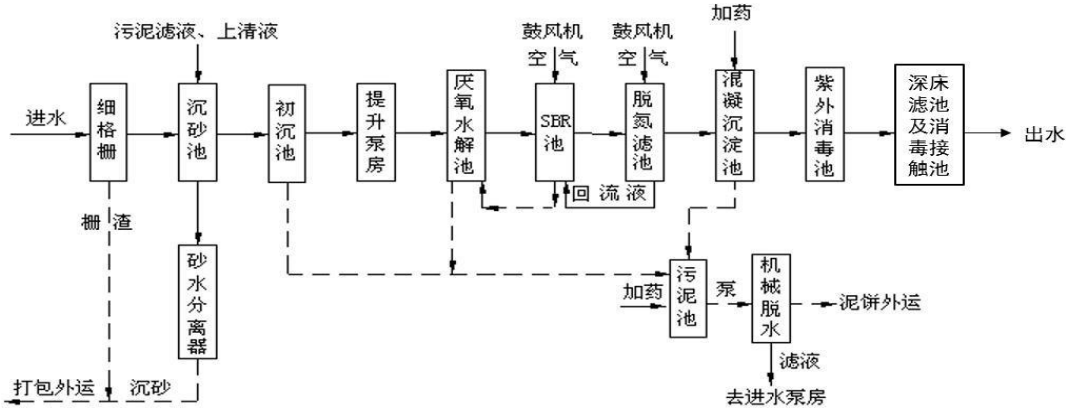 加药
污泥滤液、上清液
鼓风机
鼓风机
空气
空气
进水
细格栅
沉砂池
初沉池
提升泵房
厌氧水解池
SBR池
脱氮滤池
混凝沉淀池
紫外消毒池
深床滤池及消毒接触池
出水
回流液
栅渣
砂水分离器
加药
污泥池
泵
机械脱水
泥饼外运
滤液
打包外运
沉砂
去进水泵房